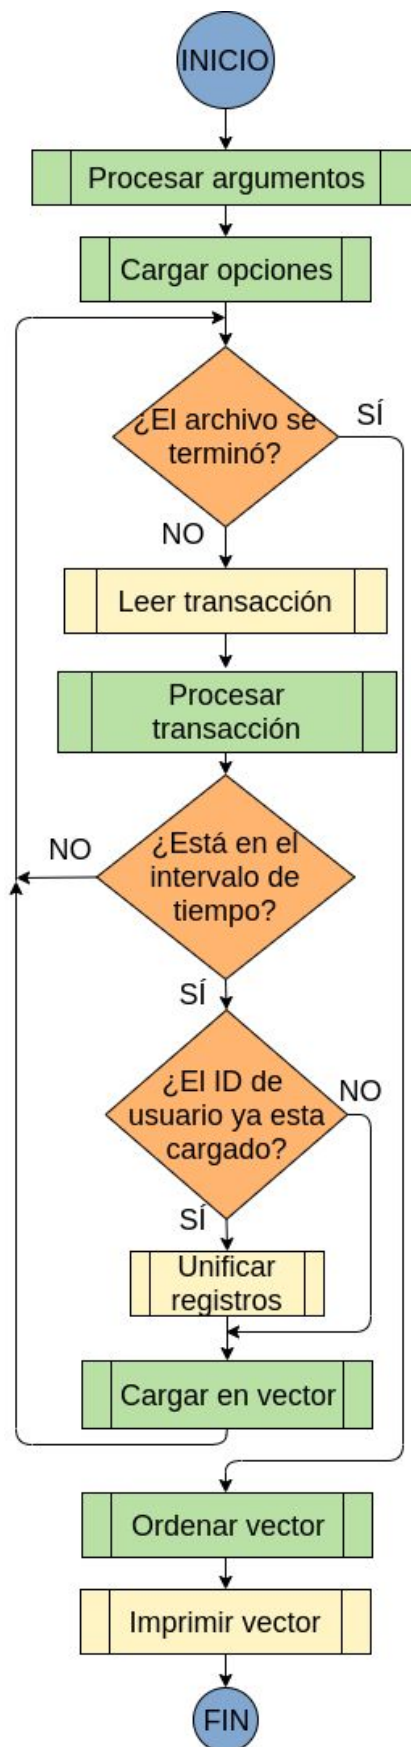 INICIO
Procesar argumentos
Cargar opciones
¿El archivo se
terminó?
SÍ
NO
Leer transacción
Procesar
transacción
¿Está en el
intervalo de
tiempo?
NO
SÍ
¿El ID de
usuario ya esta
cargado?
NO
SÍ
Unificar
registros
Cargar en vector
Ordenar vector
Imprimir vector
FIN